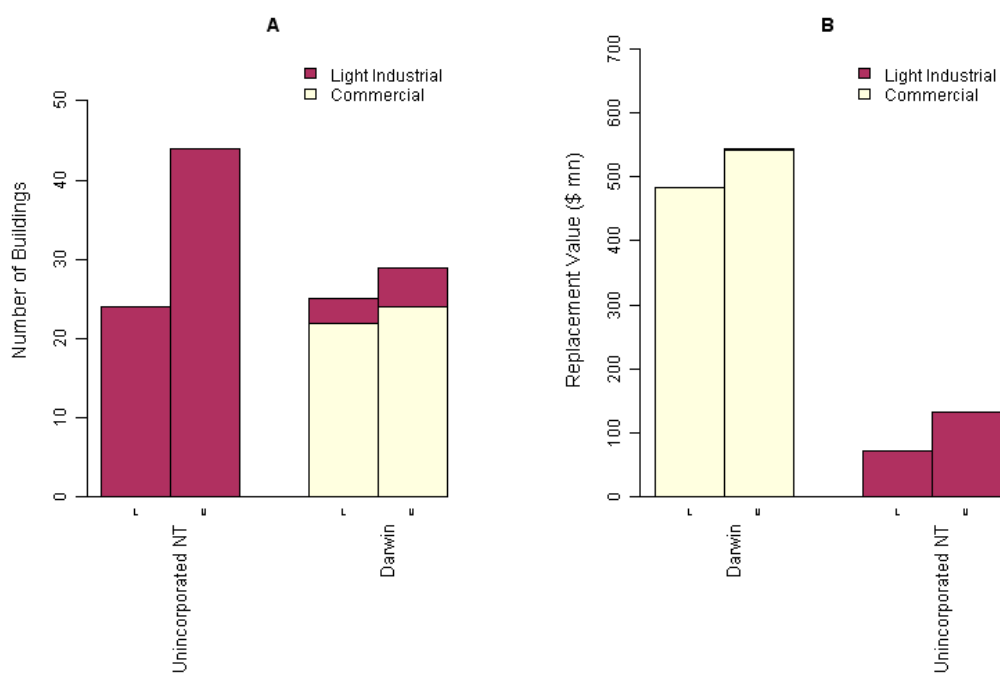 A
Light Industrial
Commercial
Number of Buildings
50
40
30
20
10
0
L
U
L
U
Unincorporated NT
Darwin
B
Light Industrial
Commercial
Replacement Value ($ mn)
700
600
500
400
300
200
100
0
L
U
L
U
Darwin
Unincorporated NT